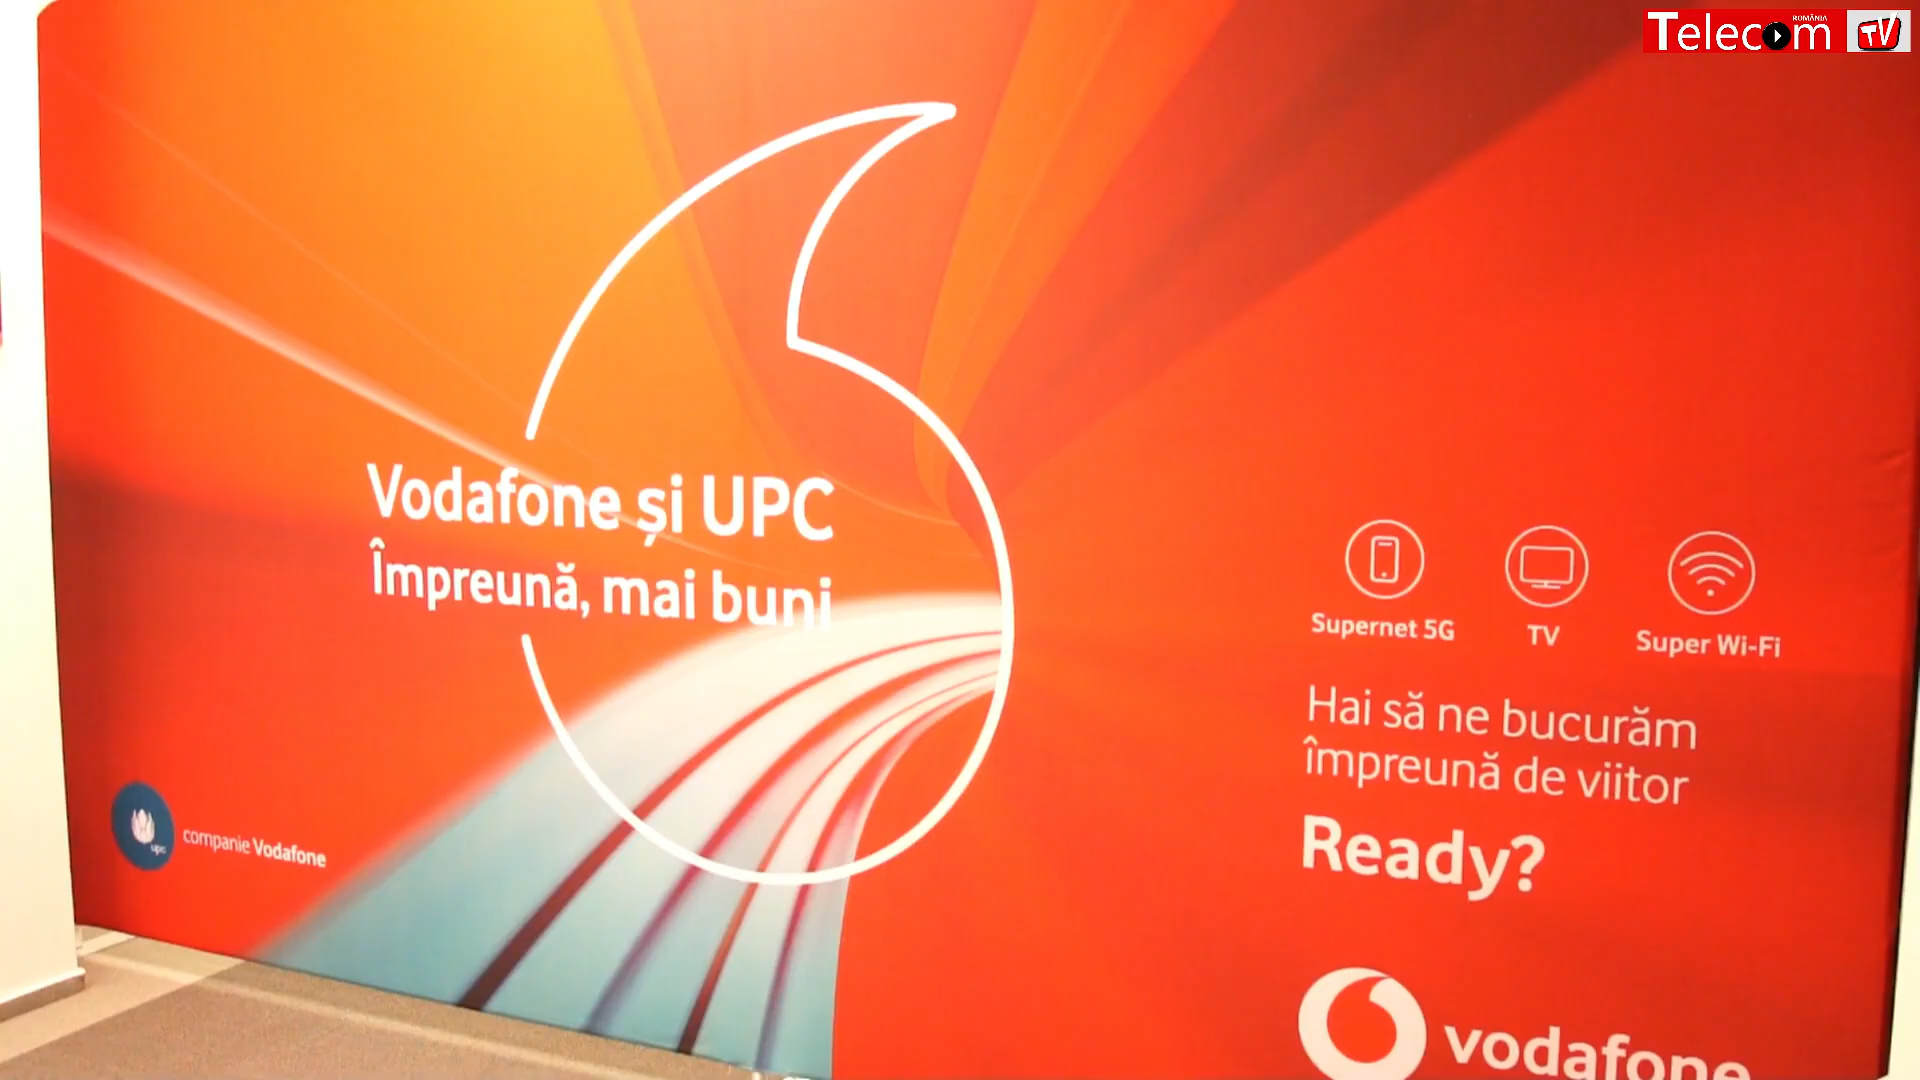 Telecom
ROMÂNIA
TV
Vodafone și UPC
Împreună, mai buni
Supernet 5G
TV
Super Wi-Fi
Hai să ne bucurăm
împreună de viitor
Ready?
upc
companie Vodafone
vodafone